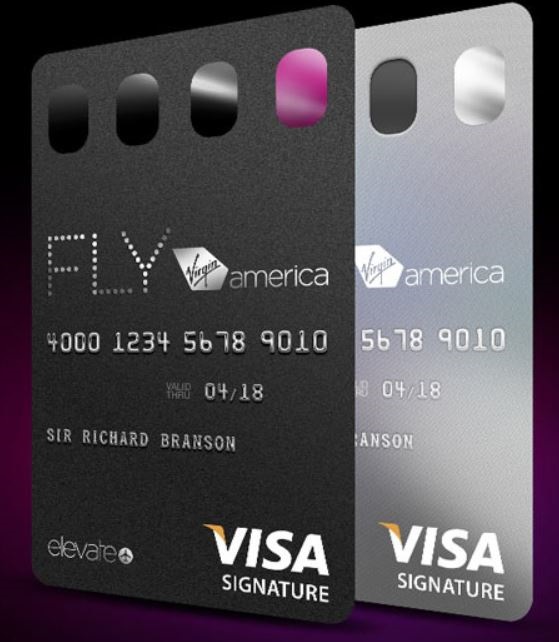 FLY Virgin america
4000 1234 5678 9010
VALID THRU 04/18
SIR RICHARD BRANSON
elevate
VISA
SIGNATURE
Virgin america
5678 9010
04/18
ANSON
VISA
SIGNATURE